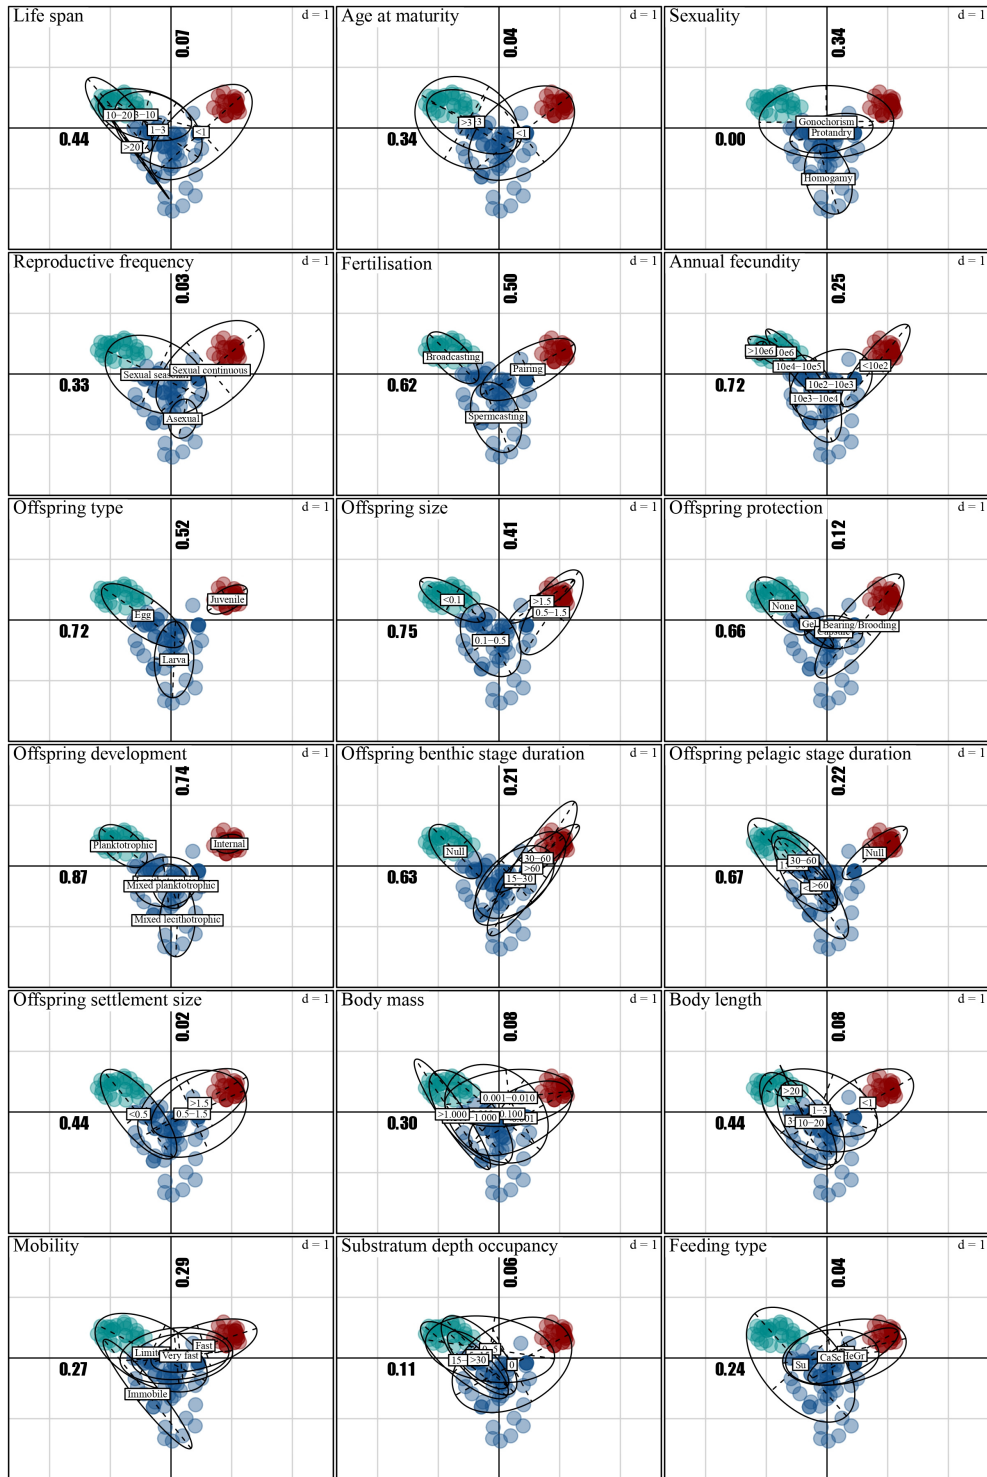 Life span
d = 1
0.07
0.44
10−20
3−10
1−3
<1
>20
Age at maturity
d = 1
0.04
0.34
>3
<1
Sexuality
d = 1
0.34
0.00
Gonochorism
Protandry
Homogamy
Reproductive frequency
d = 1
0.03
0.33
Sexual continuous
Asexual
Fertilisation
d = 1
0.50
0.62
Broadcasting
Pairing
Spermcasting
Annual fecundity
d = 1
0.25
0.72
>10e6
10e4−10e5
<10e2
10e2−10e3
10e3−10e4
Offspring type
d = 1
0.52
0.72
Juvenile
Egg
Larva
Offspring size
d = 1
0.41
0.75
<0.1
>1.5
0.5−1.5
0.1−0.5
Offspring protection
d = 1
0.12
0.66
None
Bearing/Brooding
Offspring development
d = 1
0.74
0.87
Planktotrophic
Internal
Mixed planktotrophic
Mixed lecithotrophic
Offspring benthic stage duration
d = 1
0.21
0.63
Null
30−60
>60
15−30
Offspring pelagic stage duration
d = 1
0.22
0.67
Null
30−60
>60
Offspring settlement size
d = 1
0.02
0.44
<0.5
>1.5
0.5−1.5
Body mass
d = 1
0.08
0.30
0.001−0.010
>1.000
Body length
d = 1
0.08
0.44
>20
<1
1−3
10−20
Mobility
d = 1
0.29
0.27
Fast
Very fast
Immobile
Substratum depth occupancy
d = 1
0.06
0.11
>30
0
Feeding type
d = 1
0.04
0.24
Su
CaSc
HeGr